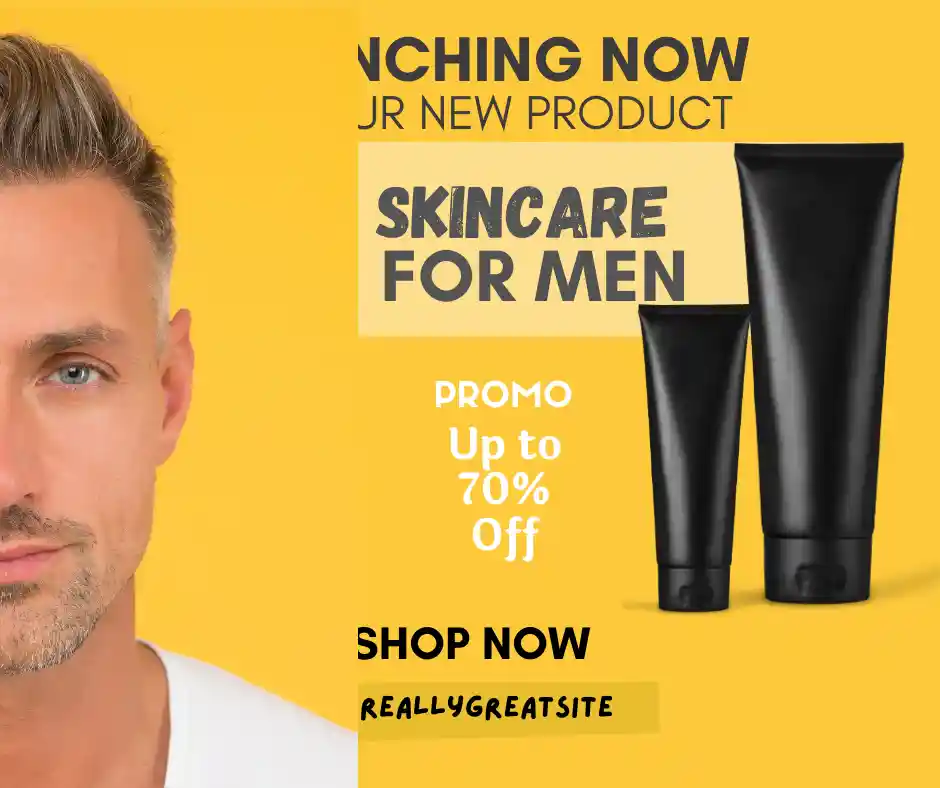 NCHING NOW
UR NEW PRODUCT
SKINCARE
FOR MEN
PROMO
Up to
70%
Off
SHOP NOW
REALLYGREATSITE